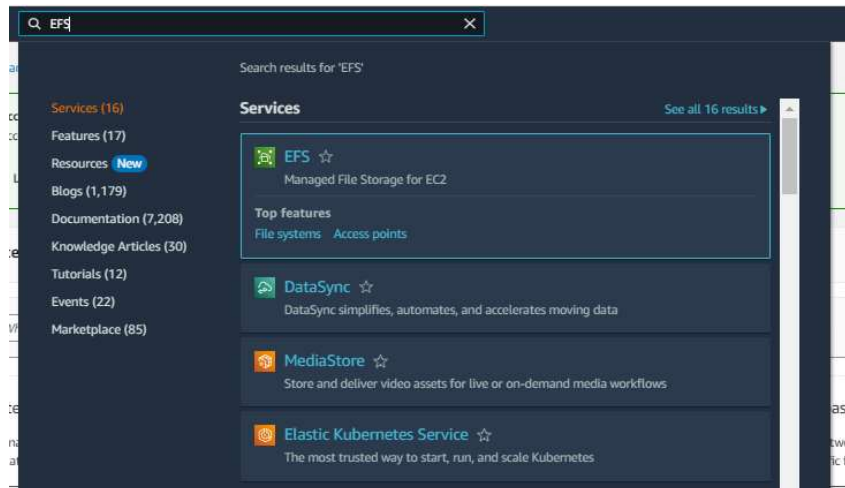 EFS
Search results for 'EFS'
Services (16)
Features (17)
Resources New
Blogs (1,179)
Documentation (7,208)
Knowledge Articles (30)
Tutorials (12)
Events (22)
Marketplace (85)
Services
See all 16 results
EFS
Managed File Storage for EC2
Top features
File systems Access points
DataSync
DataSync simplifies, automates, and accelerates moving data
MediaStore
Store and deliver video assets for live or on-demand media workflows
Elastic Kubernetes Service
The most trusted way to start, run, and scale Kubernetes